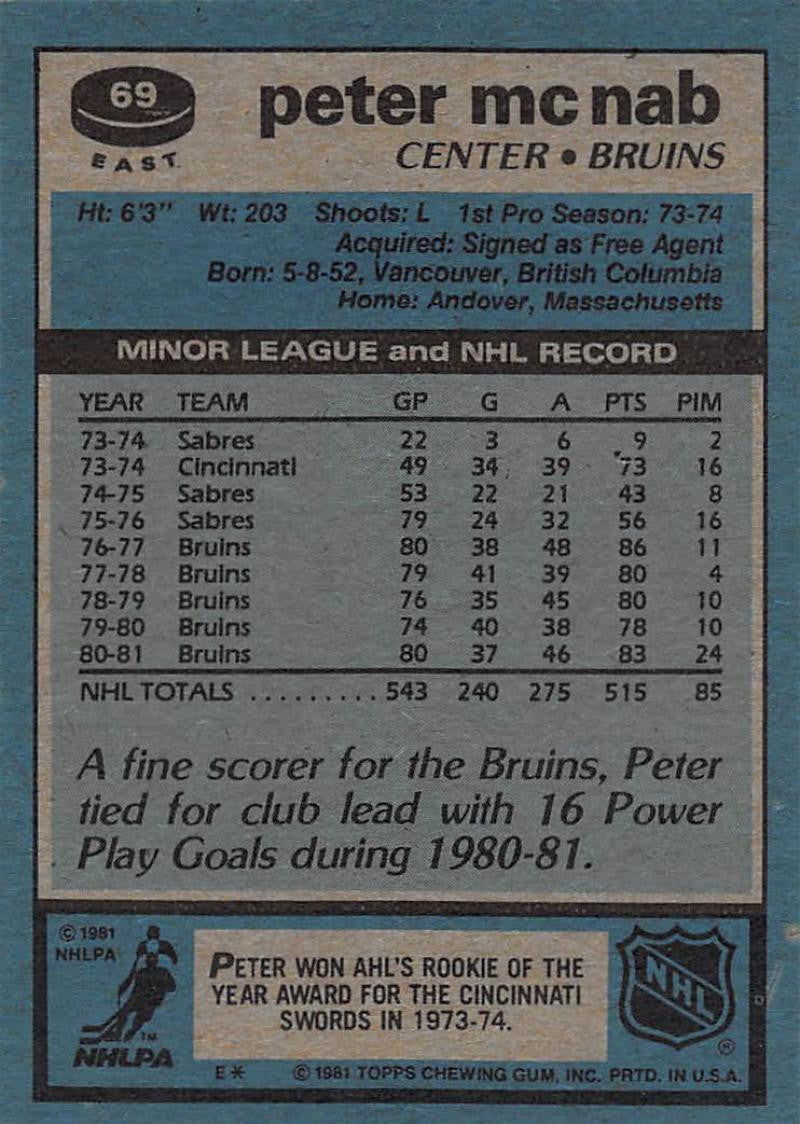 69
EAST
peter mcnab
CENTER • BRUINS
Ht: 6'3" Wt: 203 Shoots: L 1st Pro Season: 73-74
Acquired: Signed as Free Agent
Born: 5-8-52, Vancouver, British Columbia
Home: Andover, Massachusetts
MINOR LEAGUE and NHL RECORD
YEAR TEAM GP G A PTS PIM
73-74 Sabres 22 3 6 9 2
73-74 Cincinnati 49 34 39 73 16
74-75 Sabres 53 22 21 43 8
75-76 Sabres 79 24 32 56 16
76-77 Bruins 80 38 48 86 11
77-78 Bruins 79 41 39 80 4
78-79 Bruins 76 35 45 80 10
79-80 Bruins 74 40 38 78 10
80-81 Bruins 80 37 46 83 24
NHL TOTALS .......... 543 240 275 515 85
A fine scorer for the Bruins, Peter
tied for club lead with 16 Power
Play Goals during 1980-81.
© 1981
NHLPA
TM
NHLPA
PETER WON AHL'S ROOKIE OF THE
YEAR AWARD FOR THE CINCINNATI
SWORDS IN 1973-74.
NHL
®
E* © 1981 TOPPS CHEWING GUM, INC. PRTD. IN U.S.A.